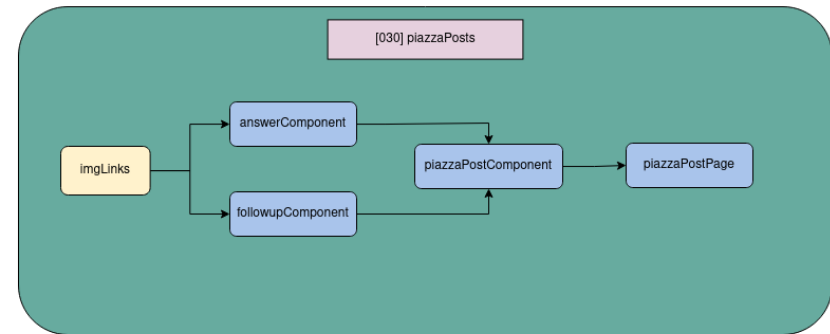 [030] piazzaPosts
answerComponent
imgLinks
piazzaPostComponent
piazzaPostPage
followupComponent